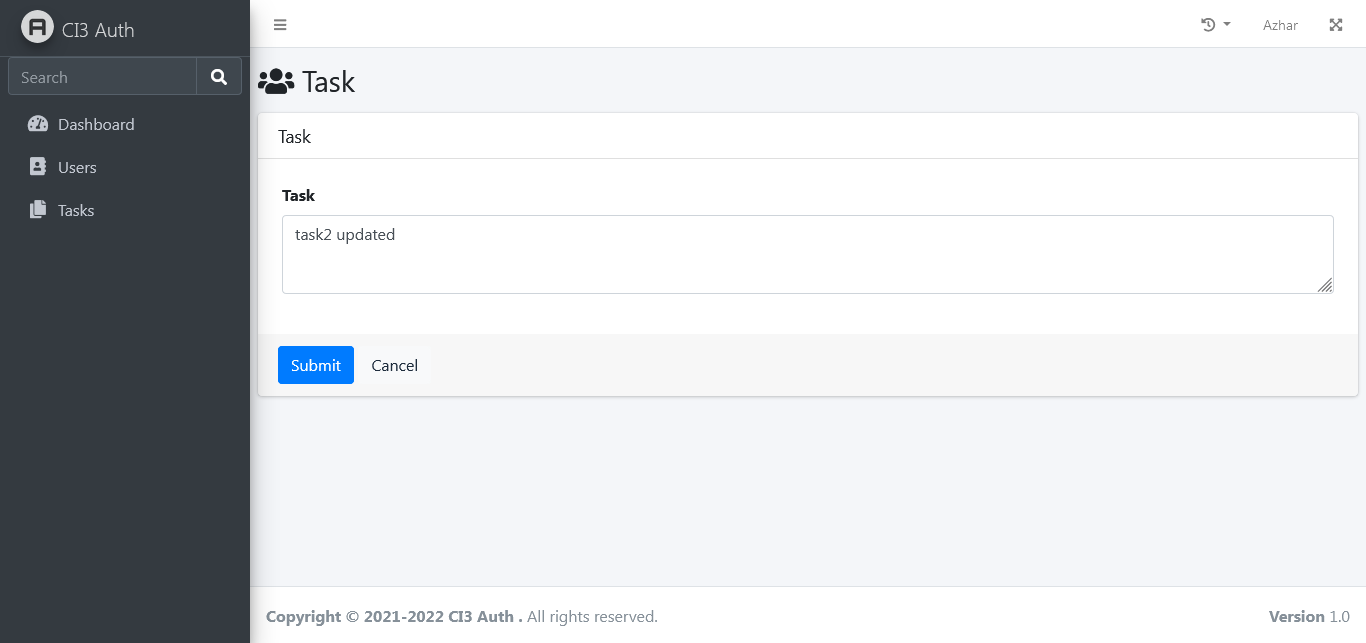 CI3 Auth
Search
Dashboard
Users
Tasks
Azhar
Task
Task
Task
task2 updated
Submit Cancel
Copyright © 2021-2022 CI3 Auth . All rights reserved. Version 1.0